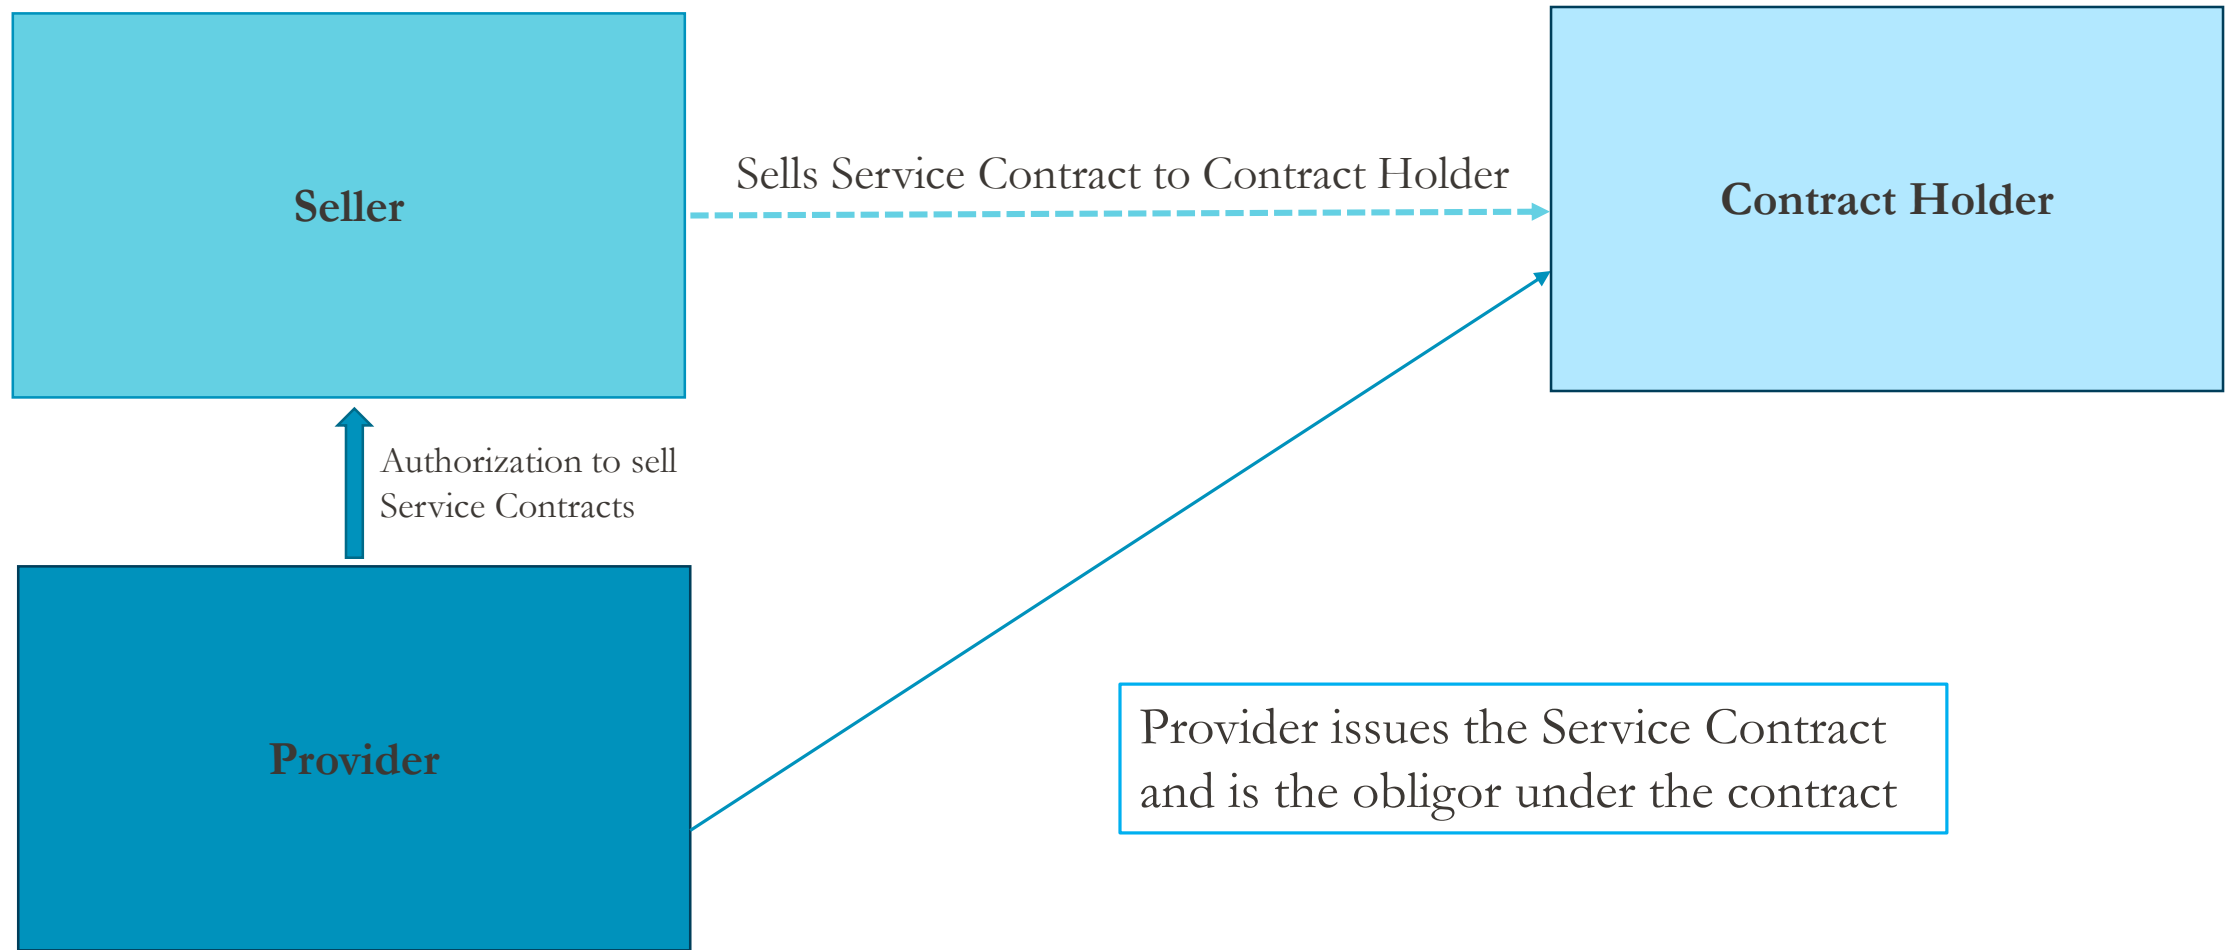 Seller
Sells Service Contract to Contract Holder
Contract Holder
Authorization to sell
Service Contracts
Provider
Provider issues the Service Contract
and is the obligor under the contract